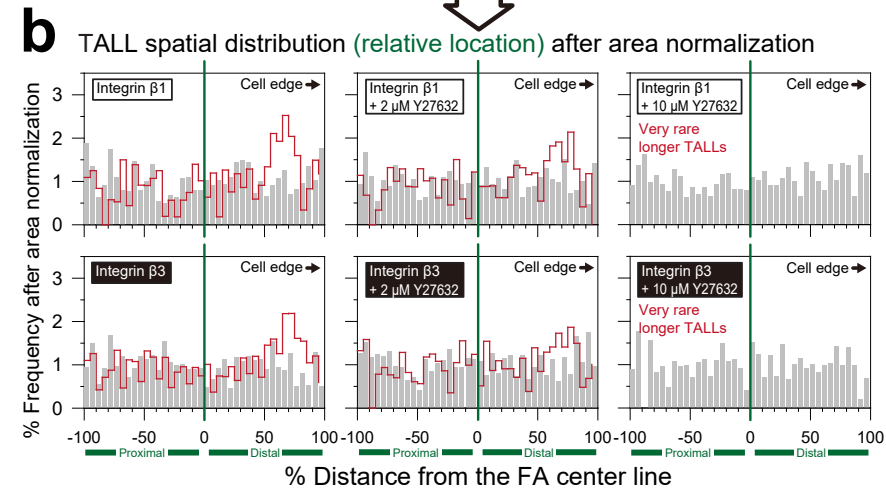 b
TALL spatial distribution (relative location) after area normalization
% Frequency after area normalization
3
2
1
0
Integrin β1
Cell edge
Integrin β1
+ 2 μM Y27632
Cell edge
Integrin β1
+ 10 μM Y27632
Cell edge
Very rare
longer TALLs
3
2
1
0
Integrin β3
Cell edge
Integrin β3
+ 2 μM Y27632
Cell edge
Integrin β3
+ 10 μM Y27632
Cell edge
Very rare
longer TALLs
-100 -50 0 50 100
-100 -50 0 50 100
-100 -50 0 50 100
Proximal Distal
Proximal Distal
Proximal Distal
% Distance from the FA center line